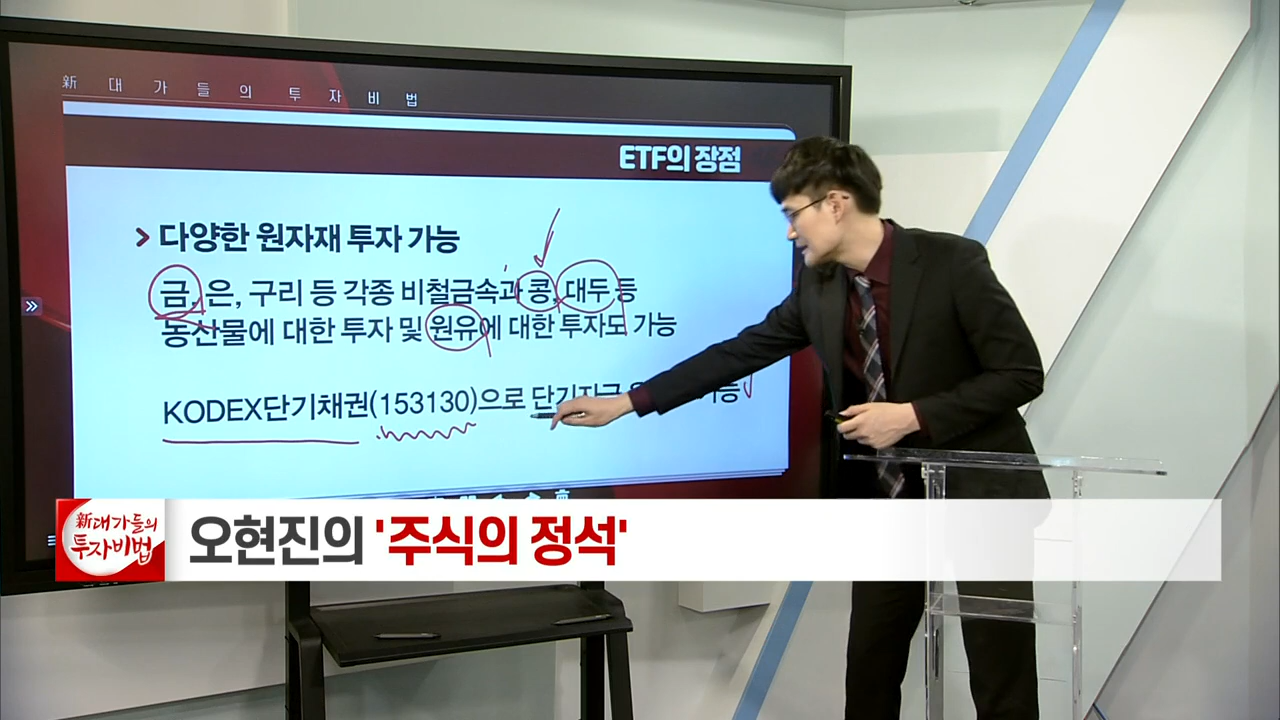 新 대 가 들 의 투 자 비 법
ETF의 장점
다양한 원자재 투자 가능
금, 은, 구리 등 각종 비철금속과 콩, 대두 등
농산물에 대한 투자 및 원유에 대한 투자도 가능
KODEX단기채권(153130)으로 단기자금
新대가들의
투자비법
오현진의 '주식의 정석'